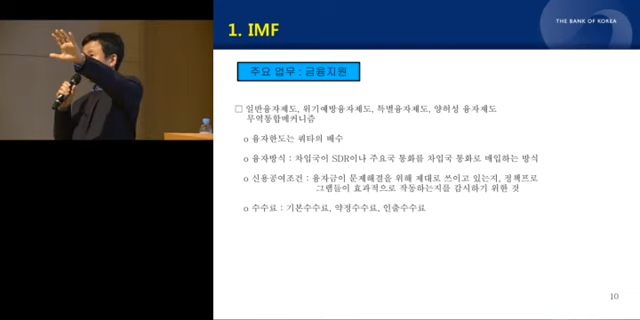 THE BANK OF KOREA
1. IMF
주요 업무 : 금융지원
□ 일반융자제도, 위기예방융자제도, 특별융자제도, 양허성 융자제도
무역통합메커니즘
o 융자한도는 쿼타의 배수
o 융자방식 : 차입국이 SDR이나 주요국 통화를 차입국 통화로 매입하는 방식
o 신용공여조건 : 융자금이 문제해결을 위해 제대로 쓰이고 있는지, 정책프로
그램들이 효과적으로 작동하는지를 감시하기 위한 것
o 수수료 : 기본수수료, 약정수수료, 인출수수료
10